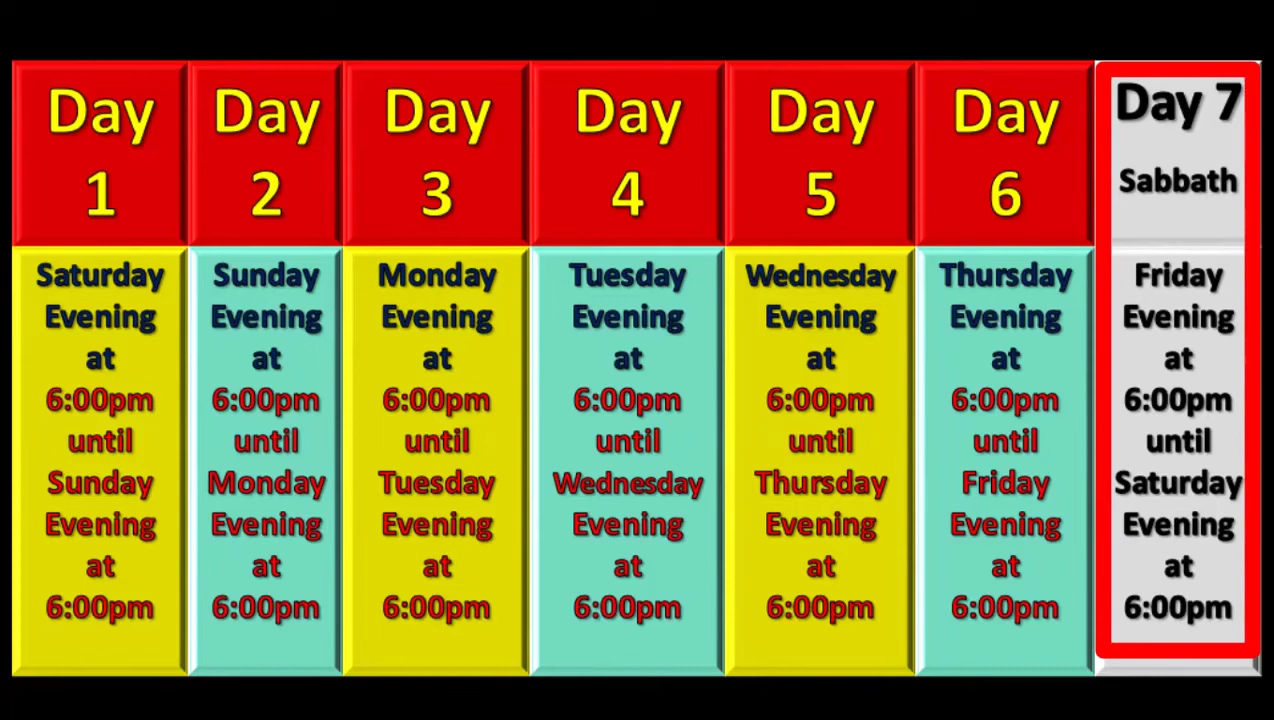 Day
1
Day
2
Day
3
Day
4
Day
5
Day
6
Day 7
Sabbath
Saturday
Evening
at
6:00pm
until
Sunday
Evening
at
6:00pm
Sunday
Evening
at
6:00pm
until
Monday
Evening
at
6:00pm
Monday
Evening
at
6:00pm
until
Tuesday
Evening
at
6:00pm
Tuesday
Evening
at
6:00pm
until
Wednesday
Evening
at
6:00pm
Wednesday
Evening
at
6:00pm
until
Thursday
Evening
at
6:00pm
Thursday
Evening
at
6:00pm
until
Friday
Evening
at
6:00pm
Friday
Evening
at
6:00pm
until
Saturday
Evening
at
6:00pm